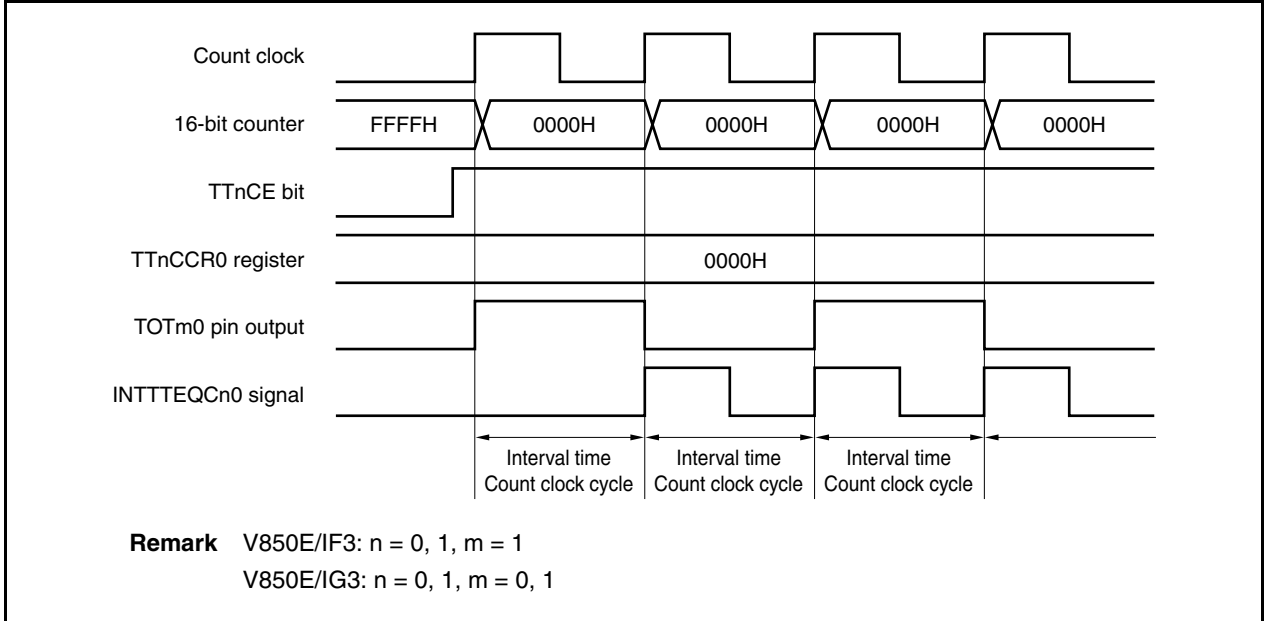 Count clock
16-bit counter
FFFFH 0000H 0000H 0000H 0000H
TTnCE bit
TTnCCR0 register
0000H
TOTm0 pin output
INTTTEQCn0 signal
Interval time Interval time Interval time
Count clock cycle Count clock cycle Count clock cycle
Remark V850E/IF3: n = 0, 1, m = 1
V850E/IG3: n = 0, 1, m = 0, 1